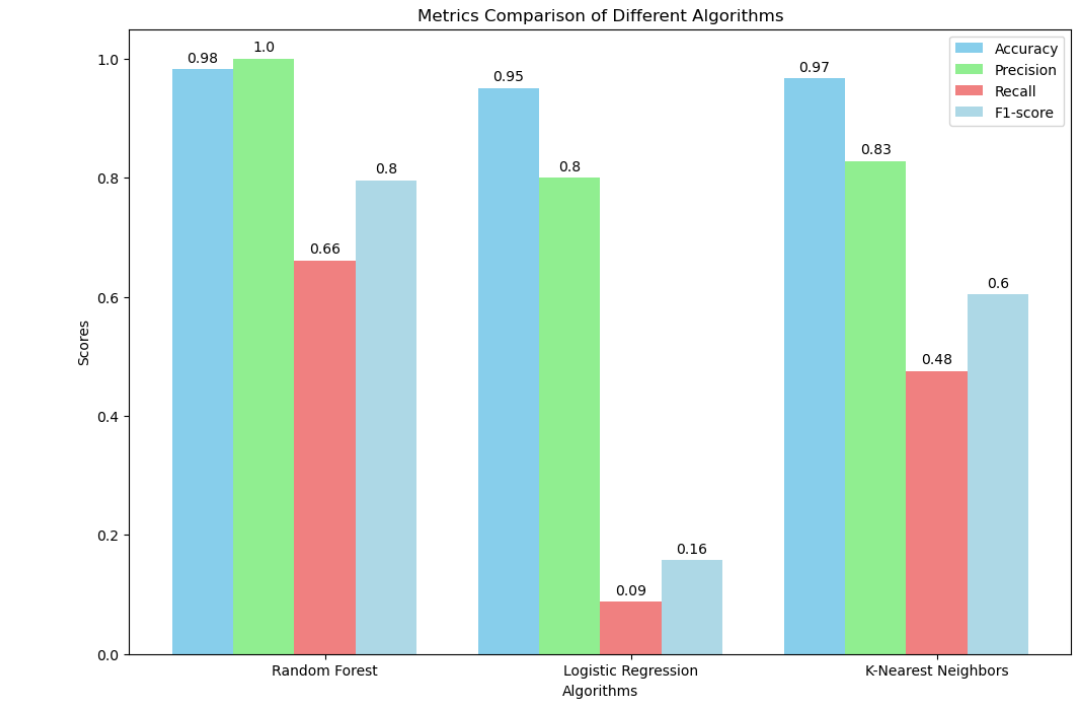 Metrics Comparison of Different Algorithms
Accuracy
Precision
Recall
F1-score
Scores
1.0
0.8
0.6
0.4
0.2
0.0
0.98
1.0
0.66
0.8
0.95
0.8
0.09
0.16
0.97
0.83
0.48
0.6
Random Forest
Logistic Regression
K-Nearest Neighbors
Algorithms